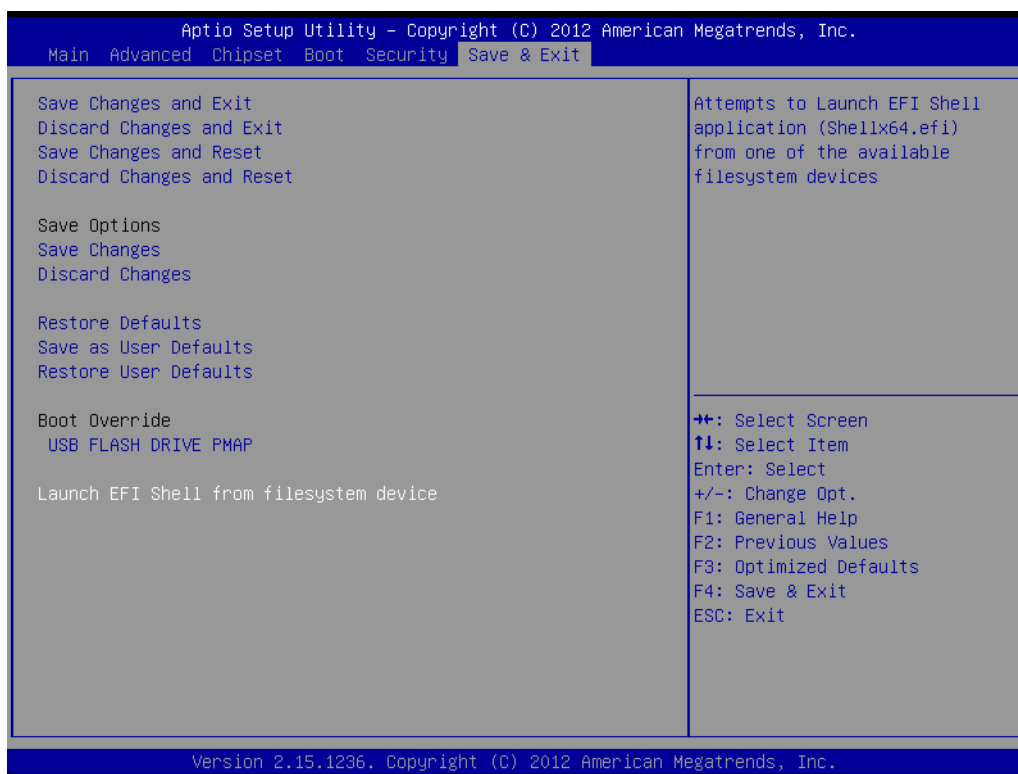 Aptio Setup Utility – Copyright (C) 2012 American Megatrends, Inc.
Main Advanced Chipset Boot Security Save & Exit
Save Changes and Exit
Discard Changes and Exit
Save Changes and Reset
Discard Changes and Reset
Save Options
Save Changes
Discard Changes
Restore Defaults
Save as User Defaults
Restore User Defaults
Boot Override
USB FLASH DRIVE PMAP
Launch EFI Shell from filesystem device
Attempts to Launch EFI Shell
application (Shellx64.efi)
from one of the available
filesystem devices
→←: Select Screen
↑↓: Select Item
Enter: Select
+/-: Change Opt.
F1: General Help
F2: Previous Values
F3: Optimized Defaults
F4: Save & Exit
ESC: Exit
Version 2.15.1236. Copyright (C) 2012 American Megatrends, Inc.